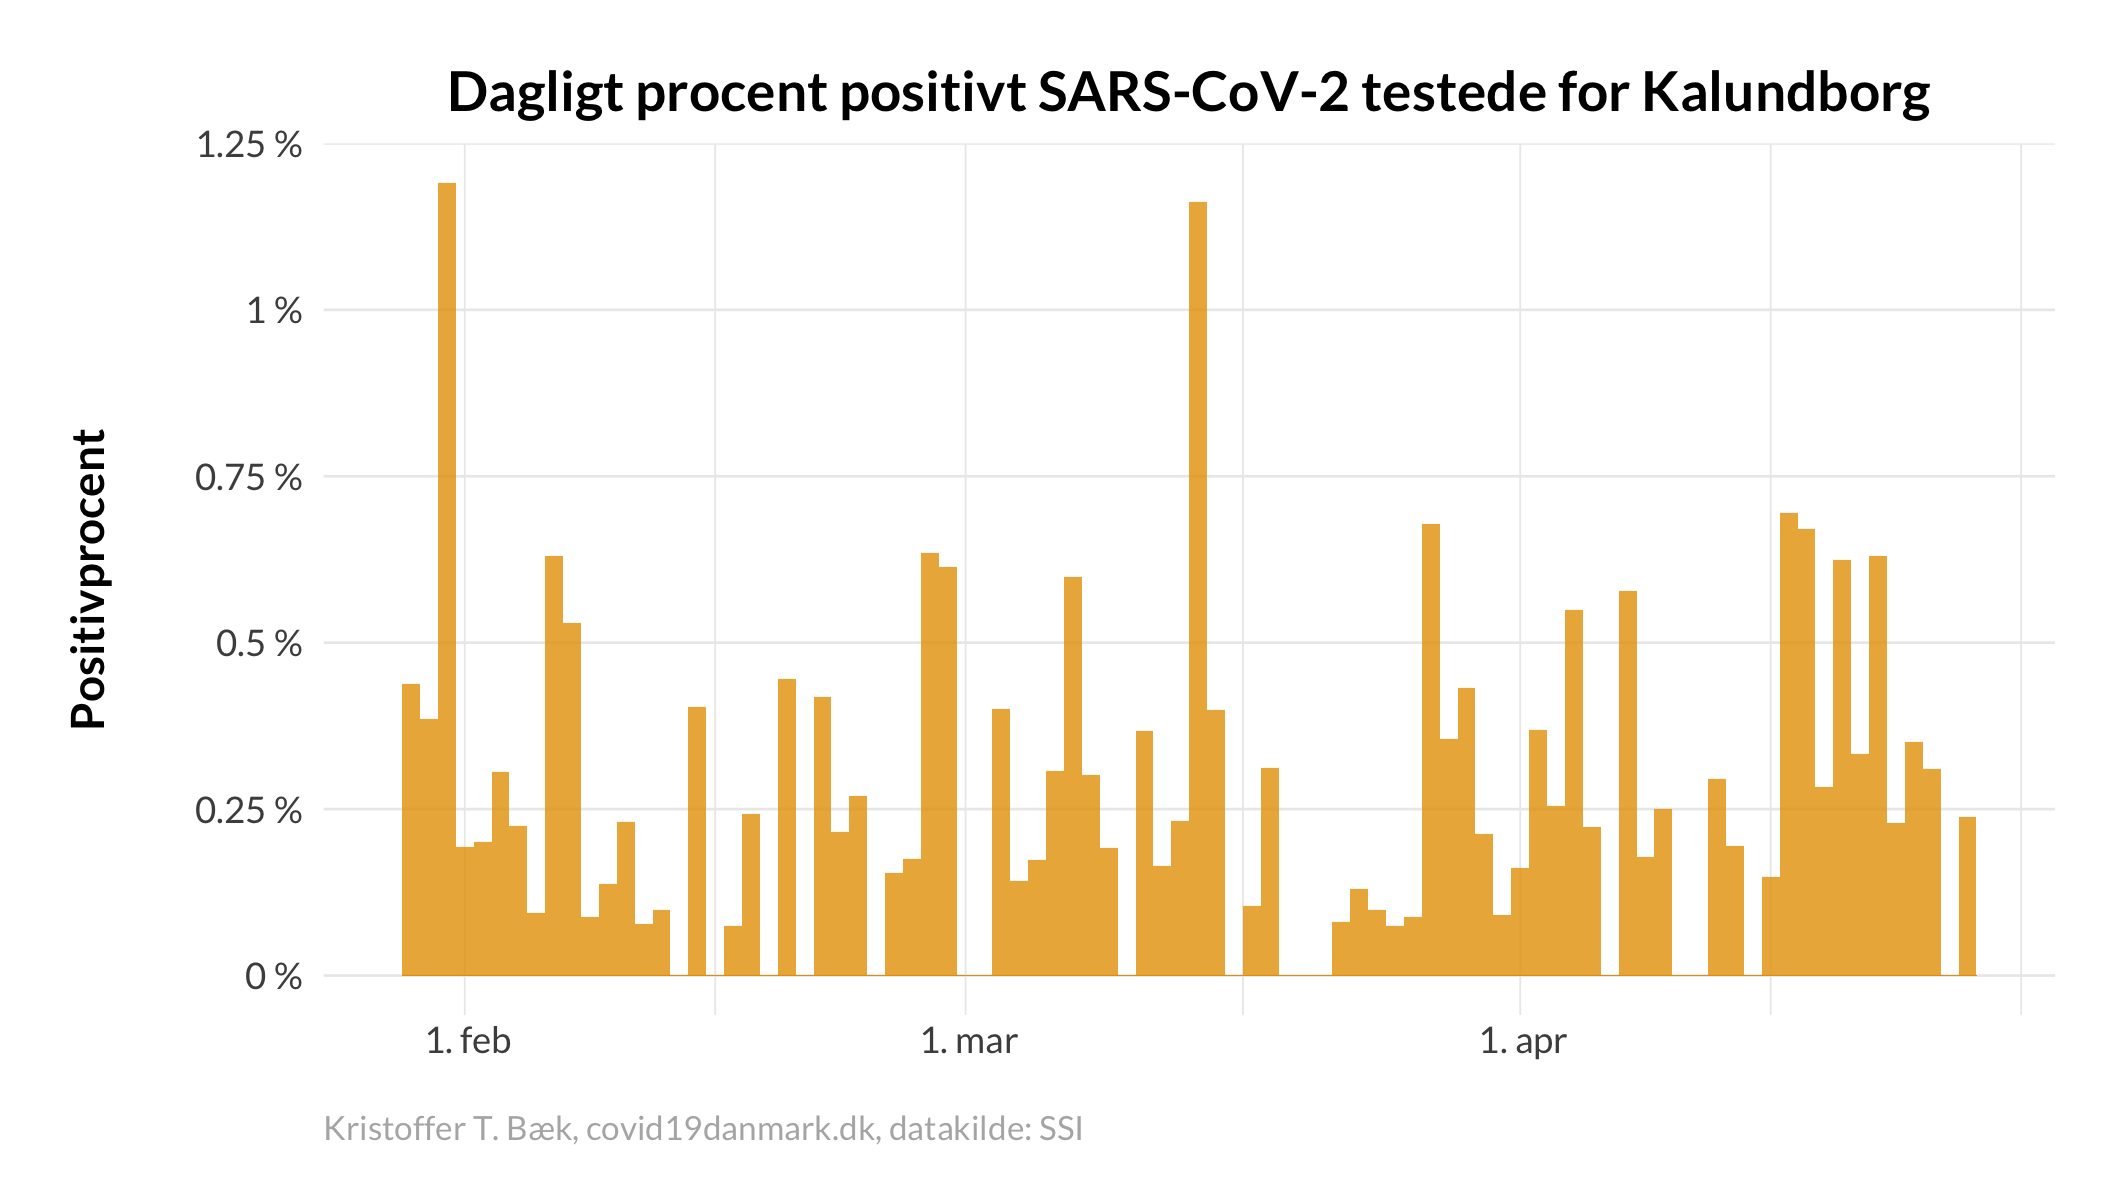 Dagligt procent positivt SARS-CoV-2 testede for Kalundborg
1.25 %
1 %
0.75 %
0.5 %
0.25 %
0 %
Positivprocent
1. feb
1. mar
1. apr
Kristoffer T. Bæk, covid19danmark.dk, datakilde: SSI